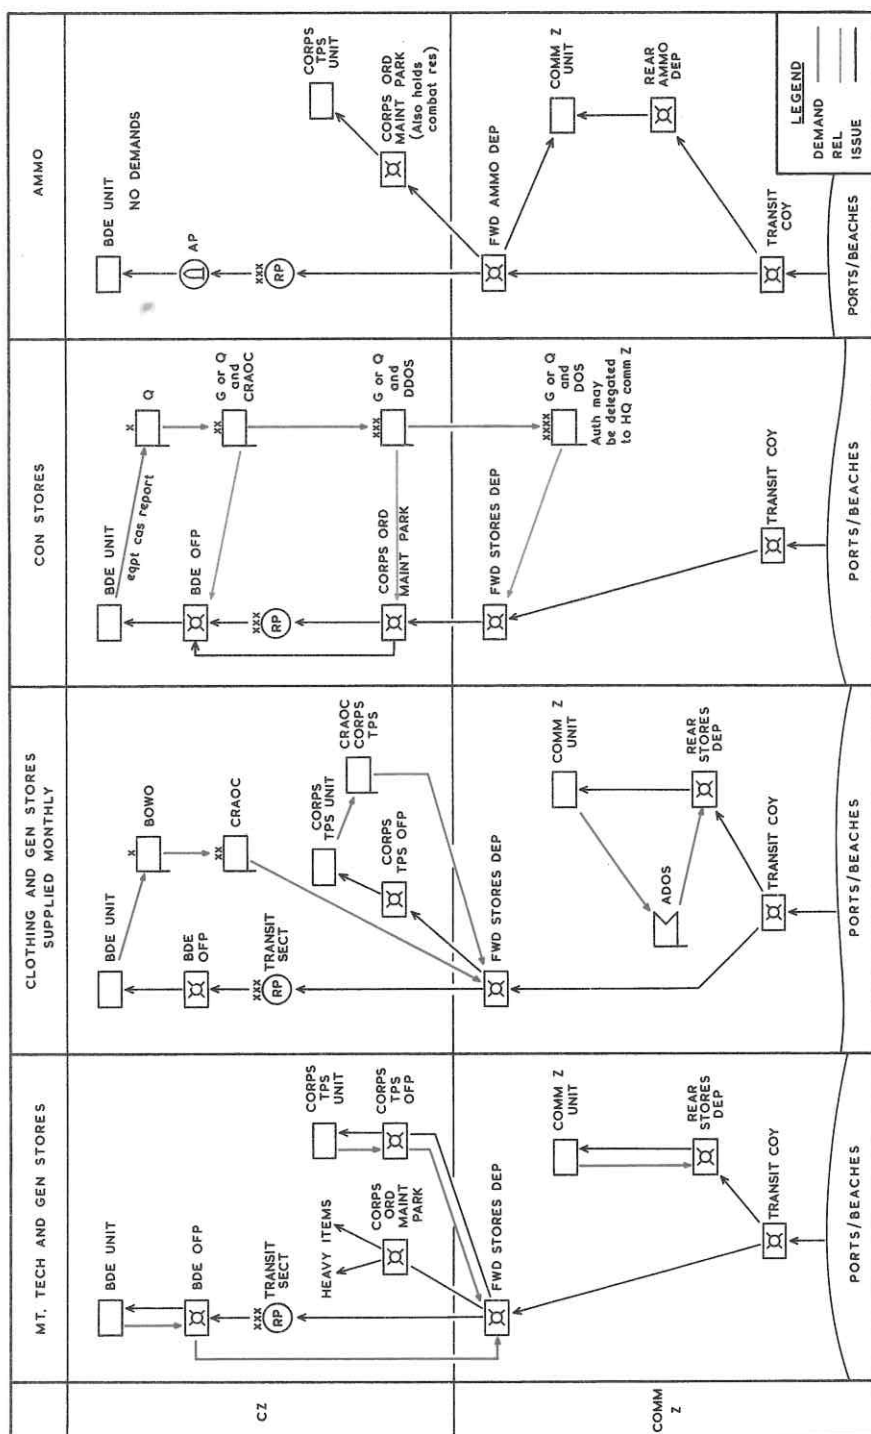 MT, TECH AND GEN STORES
CLOTHING AND GEN STORES
SUPPLIED MONTHLY
CON STORES
AMMO
CZ
COMM
Z
BDE UNIT
BDE OFP
TRANSIT
SECT
xxx
RP
HEAVY ITEMS
CORPS
ORD
MAINT
PARK
CORPS
TPS
UNIT
CORPS
TPS
OFP
FWD STORES DEP
COMM Z
UNIT
REAR
STORES
DEP
TRANSIT COY
PORTS/BEACHES
BDE UNIT
BDE
OFP
TRANSIT
SECT
xxx
RP
x
BOWO
xx
CRAOC
CORPS
TPS UNIT
CORPS
TPS OFP
CRAOC
CORPS
TPS
FWD STORES DEP
COMM Z
UNIT
ADOS
REAR
STORES
DEP
TRANSIT COY
PORTS/BEACHES
BDE UNIT
eqpt cas report
x
Q
BDE OFP
xx
G or Q
and
CRAOC
xxx
RP
CORPS ORD
MAINT PARK
xxx
G or Q
and
DDOS
FWD STORES DEP
xxxx
G or Q
and
DOS
Auth may
be delegated
to HQ comm Z
TRANSIT COY
PORTS/BEACHES
BDE UNIT
NO DEMANDS
AP
xxx
RP
CORPS
TPS
UNIT
CORPS ORD
MAINT PARK
(Also holds
combat res)
FWD AMMO DEP
COMM Z
UNIT
REAR
AMMO
DEP
TRANSIT
COY
PORTS/BEACHES
LEGEND
DEMAND
REL
ISSUE